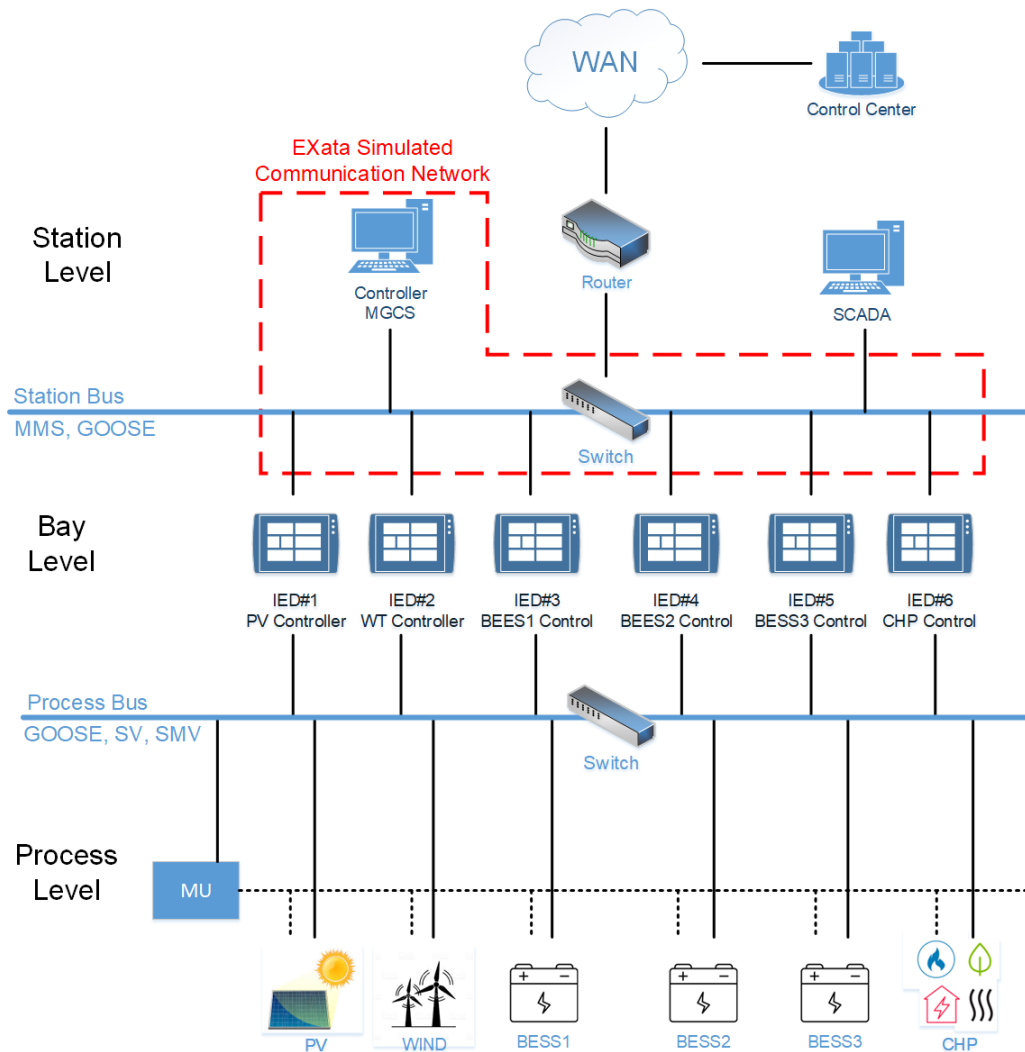 WAN
Control Center
EXata Simulated
Communication Network
Station
Level
Controller
MGCS
Router
SCADA
Station Bus
MMS, GOOSE
Switch
Bay
Level
IED#1
PV Controller
IED#2
WT Controller
IED#3
BEES1 Control
IED#4
BEES2 Control
IED#5
BESS3 Control
IED#6
CHP Control
Process Bus
GOOSE, SV, SMV
Switch
Process
Level
MU
PV
WIND
BESS1
BESS2
BESS3
CHP